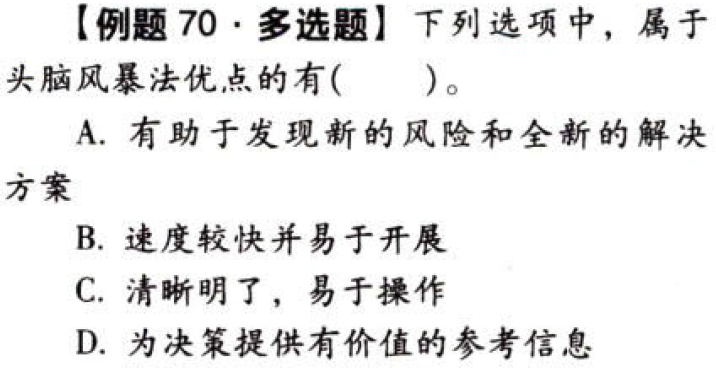 【例题 70·多选题】下列选项中，属于
头脑风暴法优点的有(　　)。
A. 有助于发现新的风险和全新的解决
方案
B. 速度较快并易于开展
C. 清晰明了，易于操作
D. 为决策提供有价值的参考信息